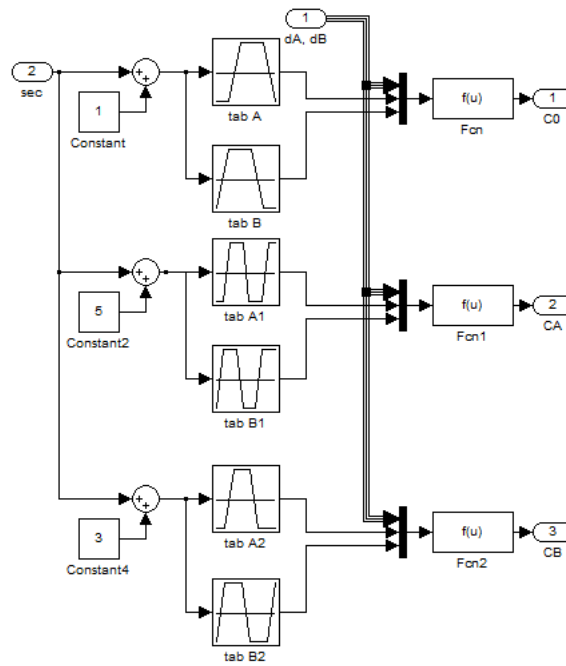 1
dA, dB
2
sec
1
Constant
tab A
tab B
f(u)
Fcn
1
C0
5
Constant2
tab A1
tab B1
f(u)
Fcn1
2
CA
3
Constant4
tab A2
tab B2
f(u)
Fcn2
3
CB